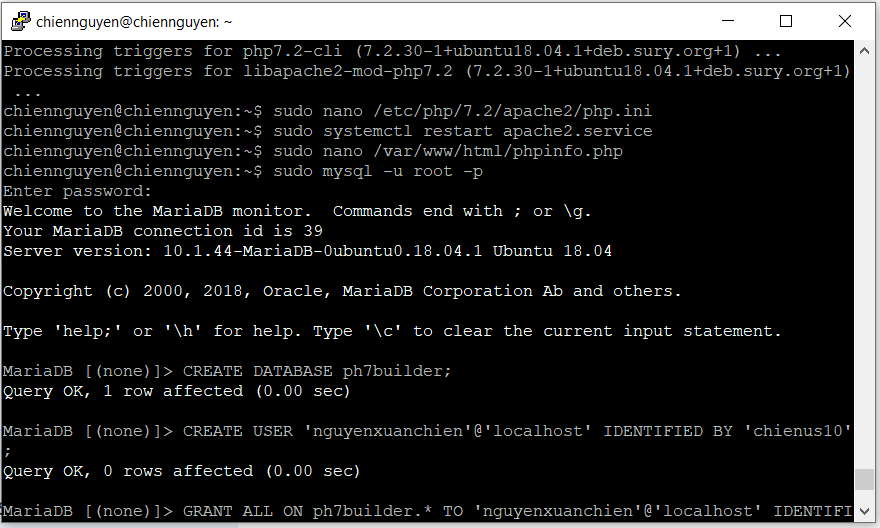 chiennguyen@chiennguyen: ~
Processing triggers for php7.2-cli (7.2.30-1+ubuntu18.04.1+deb.sury.org+1) ...
Processing triggers for libapache2-mod-php7.2 (7.2.30-1+ubuntu18.04.1+deb.sury.org+1)
 ...
chiennguyen@chiennguyen:~$ sudo nano /etc/php/7.2/apache2/php.ini
chiennguyen@chiennguyen:~$ sudo systemctl restart apache2.service
chiennguyen@chiennguyen:~$ sudo nano /var/www/html/phpinfo.php
chiennguyen@chiennguyen:~$ sudo mysql -u root -p
Enter password:
Welcome to the MariaDB monitor.  Commands end with ; or \g.
Your MariaDB connection id is 39
Server version: 10.1.44-MariaDB-0ubuntu0.18.04.1 Ubuntu 18.04
Copyright (c) 2000, 2018, Oracle, MariaDB Corporation Ab and others.
Type 'help;' or '\h' for help. Type '\c' to clear the current input statement.
MariaDB [(none)]> CREATE DATABASE ph7builder;
Query OK, 1 row affected (0.00 sec)
MariaDB [(none)]> CREATE USER 'nguyenxuanchien'@'localhost' IDENTIFIED BY 'chienus10'
;
Query OK, 0 rows affected (0.00 sec)
MariaDB [(none)]> GRANT ALL ON ph7builder.* TO 'nguyenxuanchien'@'localhost' IDENTIFI